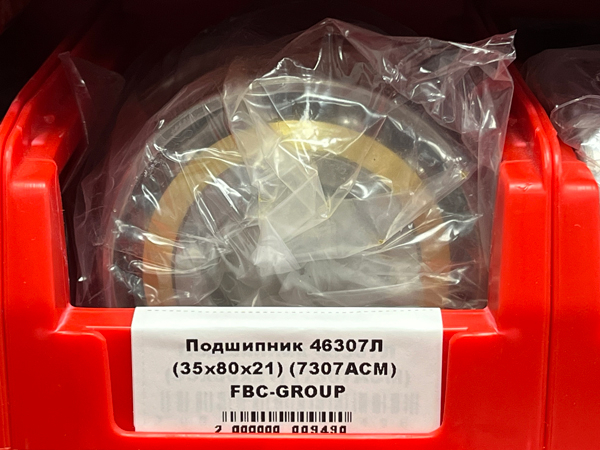 Подшипник 46307Л
(35x80x21) (7307ACM)
FBC-GROUP
2 000000 009490